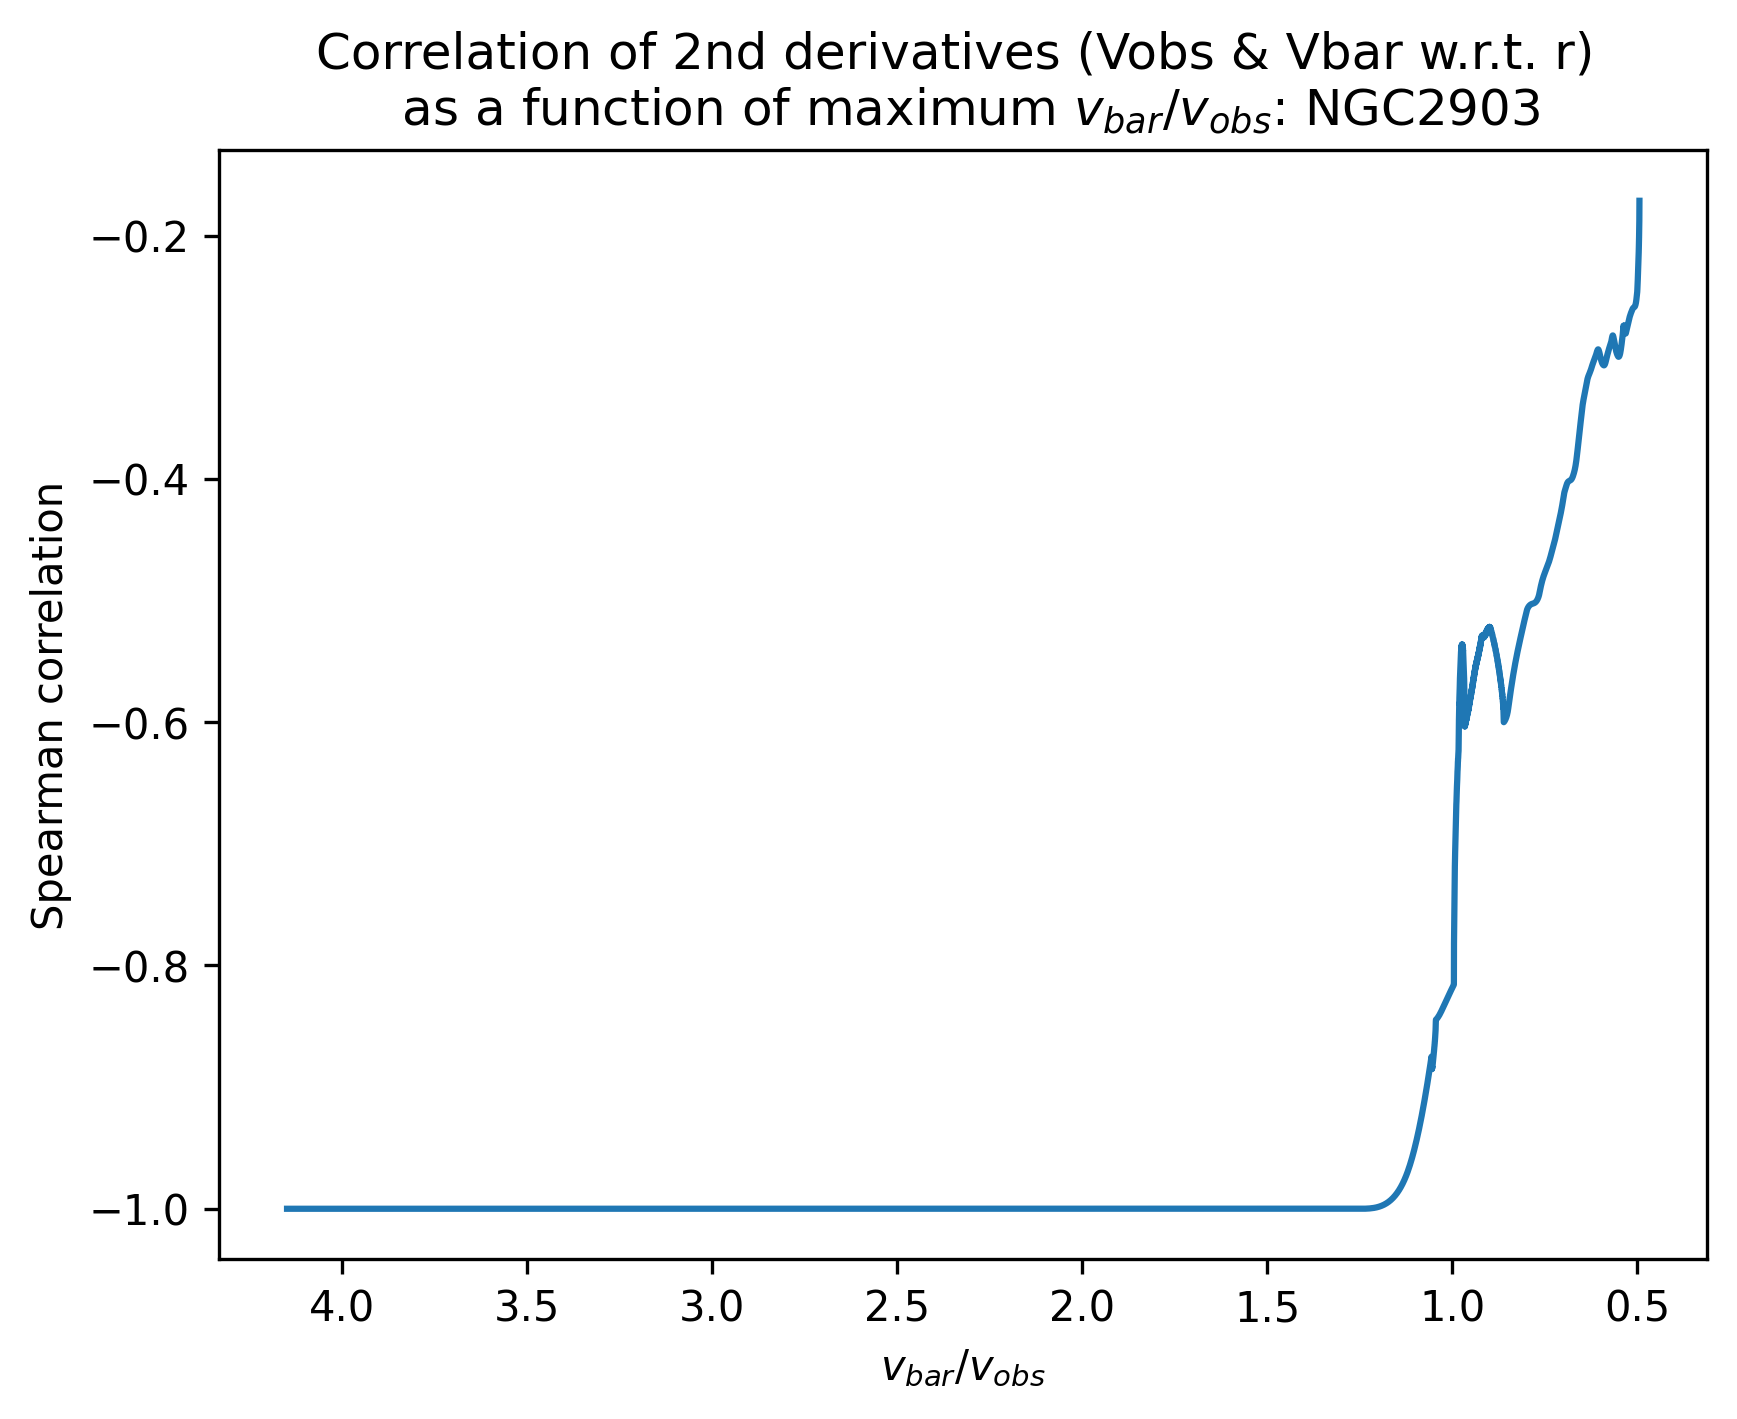 Correlation of 2nd derivatives (Vobs & Vbar w.r.t. r)
as a function of maximum v_bar/v_obs: NGC2903
−0.2
−0.4
−0.6
−0.8
−1.0
Spearman correlation
4.0 3.5 3.0 2.5 2.0 1.5 1.0 0.5
v_bar/v_obs